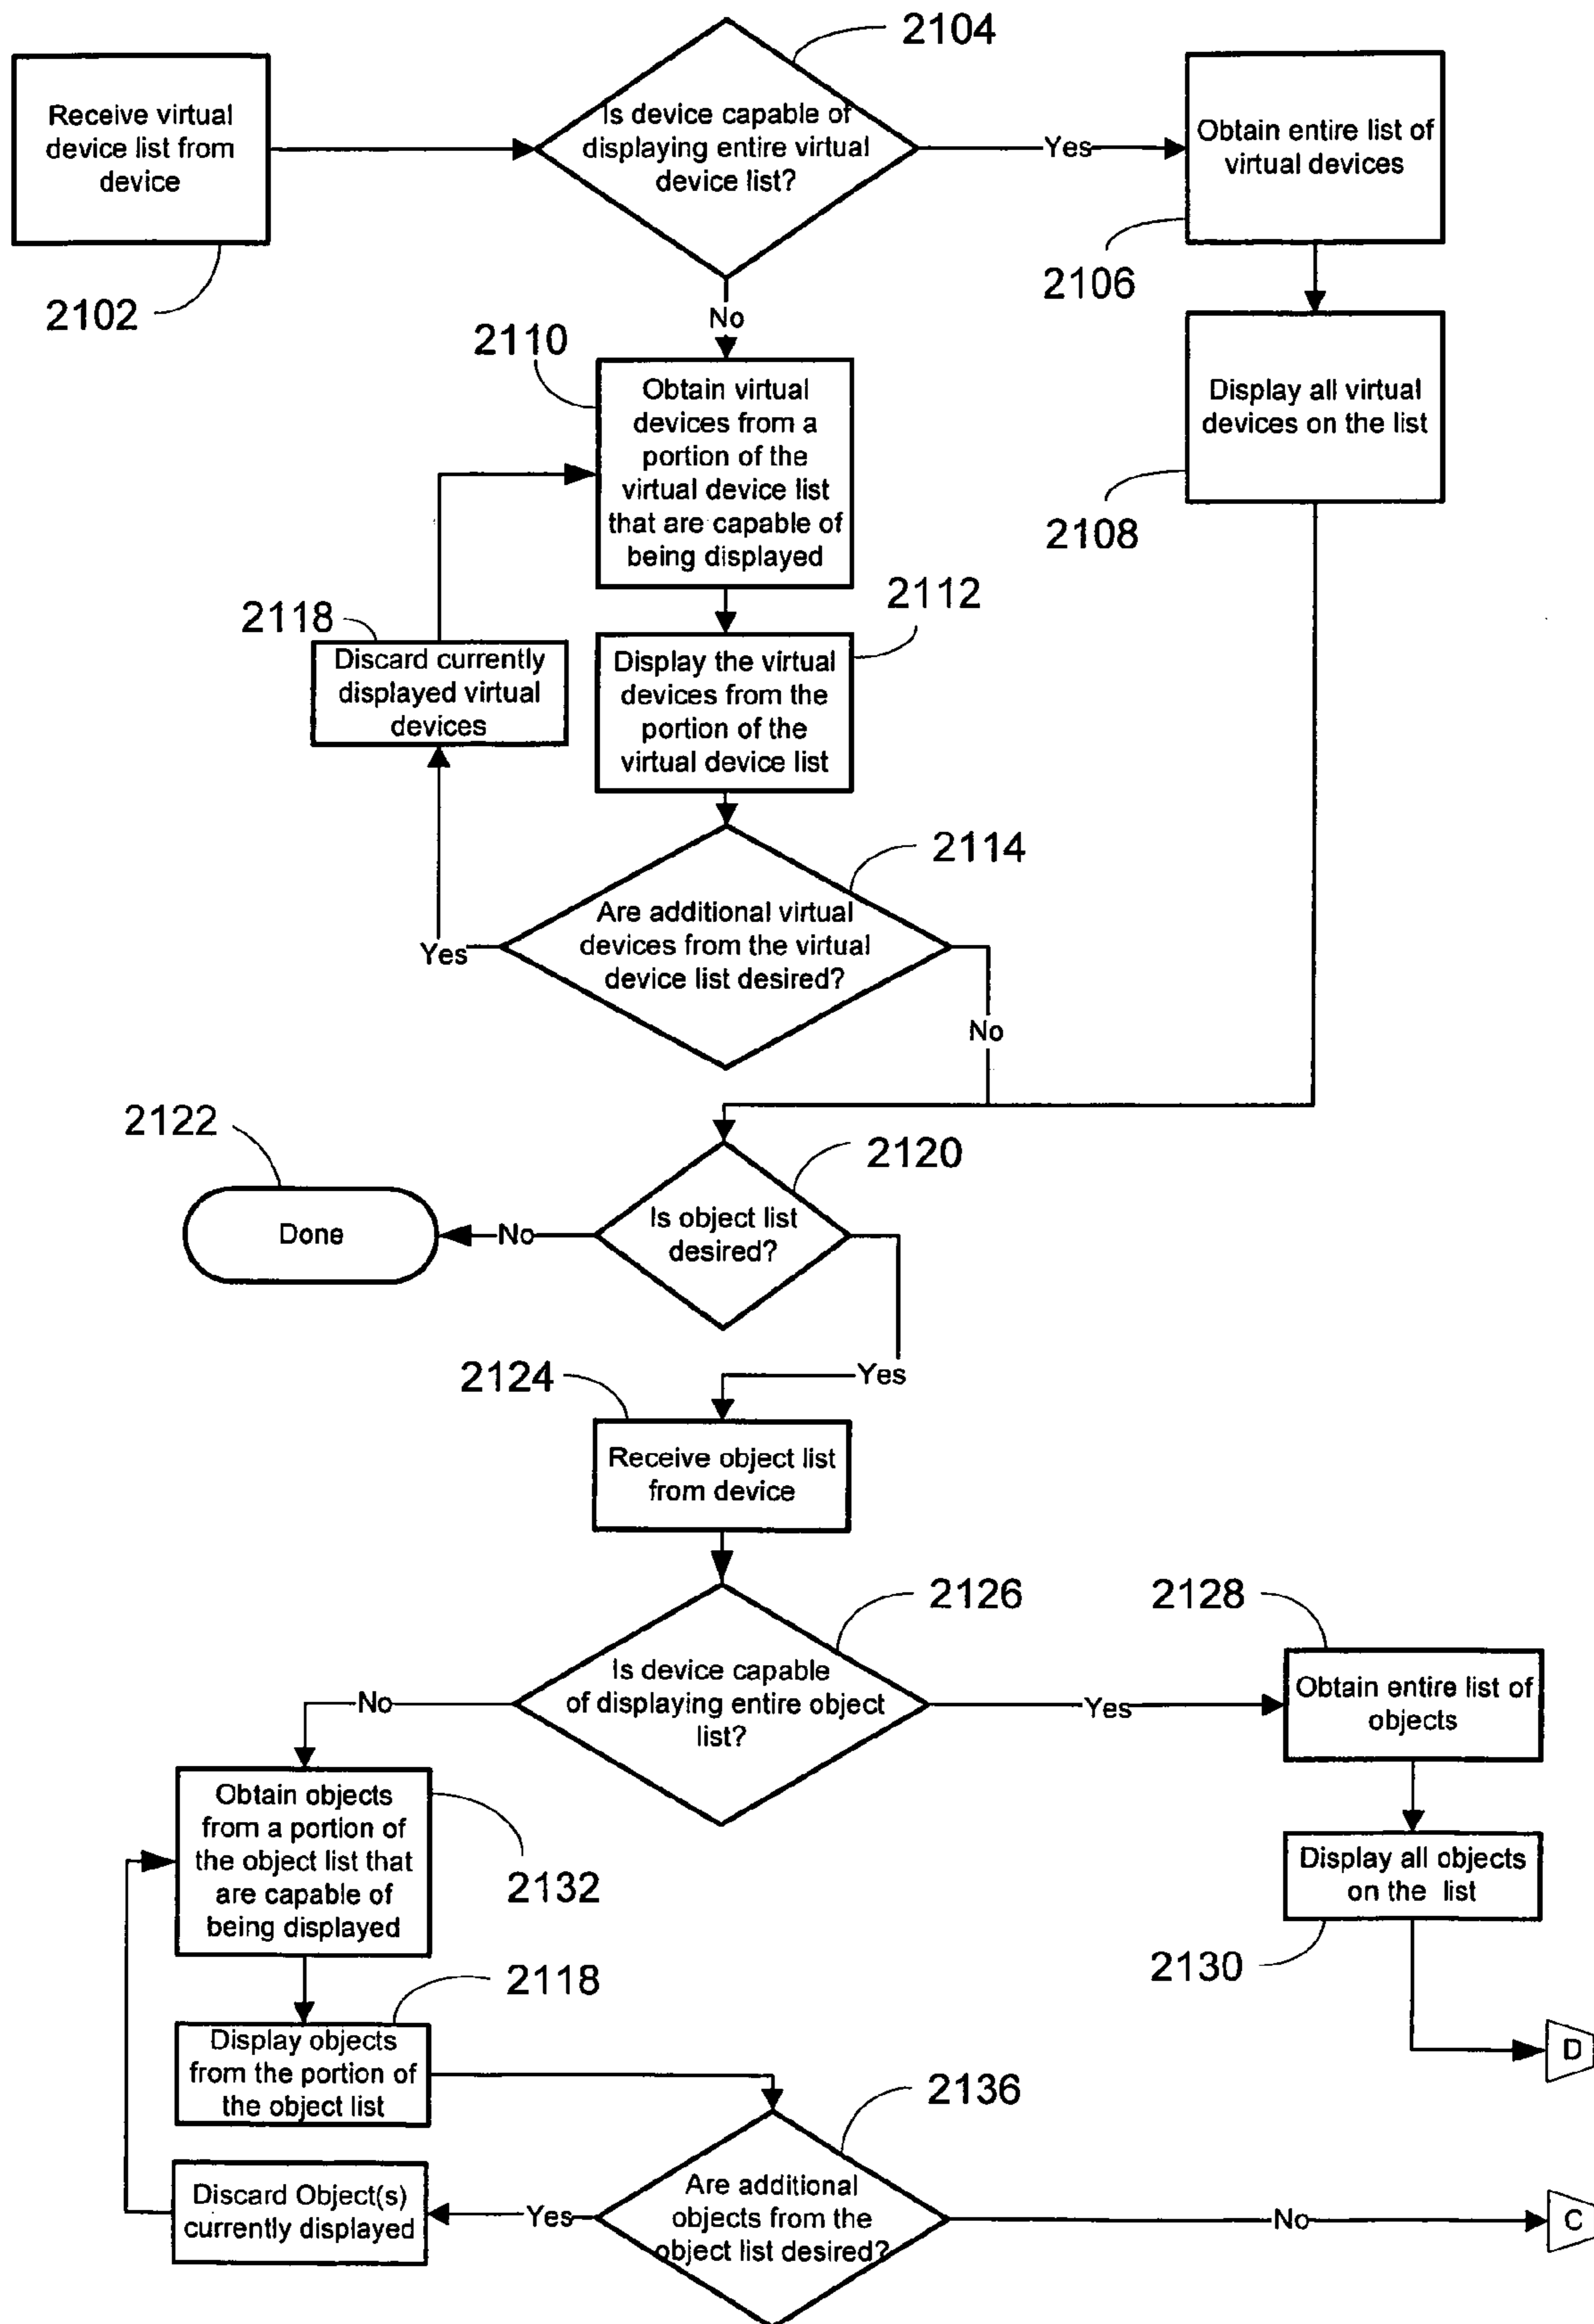 2104
Receive virtual
device list from
device
2102
Is device capable of
displaying entire virtual
device list?
Yes
Obtain entire list of
virtual devices
2106
No
2110
Obtain virtual
devices from a
portion of the
virtual device list
that are capable of
being displayed
Display all virtual
devices on the list
2108
2112
2118
Discard currently
displayed virtual
devices
Display the virtual
devices from the
portion of the
virtual device list
2114
Are additional virtual
devices from the virtual
device list desired?
Yes
No
2122
Done
No
2120
Is object list
desired?
Yes
2124
Receive object list
from device
2126
Is device capable
of displaying entire object
list?
No
Yes
2128
Obtain entire list of
objects
Obtain objects
from a portion of
the object list that
are capable of
being displayed
2132
Display all objects
on the list
2130
2118
Display objects
from the portion of
the object list
D
2136
Discard Object(s)
currently displayed
Yes
Are additional
objects from the
object list desired?
No
C